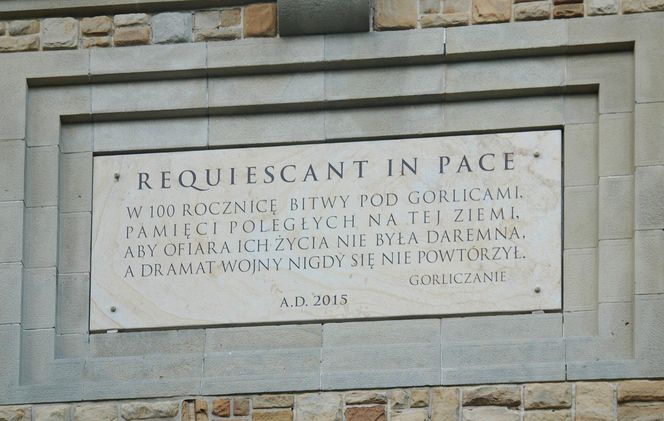 REQUIESCANT IN PACE
W 100 ROCZNICĘ BITWY POD GORLICAMI,
PAMIĘCI POLEGŁYCH NA TEJ ZIEMI,
ABY OFIARA ICH ŻYCIA NIE BYŁA DAREMNA,
A DRAMAT WOJNY NIGDY SIĘ NIE POWTÓRZYŁ.
GORLICZANIE
A.D. 2015